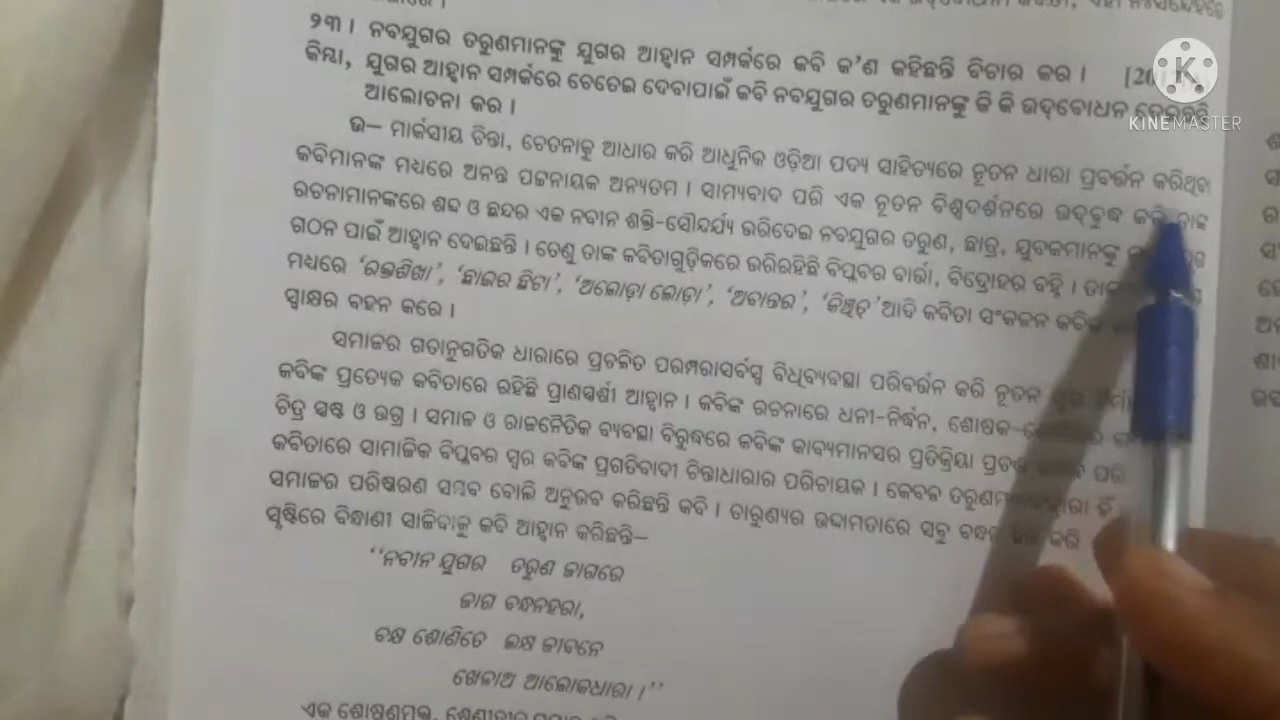 ୨୩। ନବଯୁଗର ତରୁଣମାନଙ୍କୁ ଯୁଗର ଆହ୍ୱାନ ସମ୍ପର୍କରେ କବି କ'ଣ କହିଛନ୍ତି ବିଚାର କର।
KINEMASTER
କିମ୍ବା, ଯୁଗର ଆହ୍ୱାନ ସମ୍ପର୍କରେ ଚେତେଇ ଦେବାପାଇଁ କବି ନବଯୁଗର ତରୁଣମାନଙ୍କୁ କି କି ଉଦ୍‌ବୋଧନ
ଆଲୋଚନା କର।
ଉ– ମାର୍କସୀୟ ଚିନ୍ତା, ଚେତନାକୁ ଆଧାର କରି ଆଧୁନିକ ଓଡ଼ିଆ ପଦ୍ୟ ସାହିତ୍ୟରେ ନୂତନ ଧାରା ପ୍ରବର୍ତ୍ତନ କରିଥିବା
କବିମାନଙ୍କ ମଧ୍ୟରେ ଅନନ୍ତ ପଟ୍ଟନାୟକ ଅନ୍ୟତମ। ସାମ୍ୟବାଦ ପରି ଏକ ନୂତନ ବିଶ୍ୱଦର୍ଶନରେ ଉଦ୍‌ବୁଦ୍ଧ
ରଚନାମାନଙ୍କରେ ଶବ୍ଦ ଓ ଛନ୍ଦର ଏକ ନବୀନ ଶକ୍ତି-ସୌନ୍ଦର୍ଯ୍ୟ ଭରିଦେଇ ନବଯୁଗର ତରୁଣ, ଛାତ୍ର, ଯୁବକମାନଙ୍କୁ
ଗଠନ ପାଇଁ ଆହ୍ୱାନ ଦେଇଛନ୍ତି। ତେଣୁ ତାଙ୍କ କବିତାଗୁଡ଼ିକରେ ଭରିରହିଛି ବିପ୍ଳବର ବାର୍ତ୍ତା, ବିଦ୍ରୋହର ବହ୍ନି।
ମଧ୍ୟରେ 'ରକ୍ତଶିଖା', 'ଛାଇର ଛିଟା', 'ଅଲୋଡ଼ା ଲୋଡ଼ା', 'ଅବାନ୍ତର', 'କିଞ୍ଚିତ୍' ଆଦି କବିତା ସଂକଳନ
ସ୍ୱାକ୍ଷର ବହନ କରେ।
ସମାଜର ଗତାନୁଗତିକ ଧାରାରେ ପ୍ରଚଳିତ ପରମ୍ପରାସର୍ବସ୍ୱ ବିଧିବ୍ୟବସ୍ଥା ପରିବର୍ତ୍ତନ କରି ନୂତନ
କବିଙ୍କ ପ୍ରତ୍ୟେକ କବିତାରେ ରହିଛି ପ୍ରାଣସ୍ପର୍ଶୀ ଆହ୍ୱାନ। କବିଙ୍କ ରଚନାରେ ଧନୀ-ନିର୍ଦ୍ଧନ, ଶୋଷକ-
ଚିତ୍ର ସ୍ପଷ୍ଟ ଓ ଉଗ୍ର। ସମାଜ ଓ ରାଜନୈତିକ ବ୍ୟବସ୍ଥା ବିରୁଦ୍ଧରେ କବିଙ୍କ କାବ୍ୟମାନସର ପ୍ରତିକ୍ରିୟା
କବିତାରେ ସାମାଜିକ ବିପ୍ଳବର ସ୍ୱର କବିଙ୍କ ପ୍ରଗତିବାଦୀ ଚିନ୍ତାଧାରାର ପରିଚାୟକ। କେବଳ
ସମାଜର ପରିଷ୍କରଣ ସମ୍ଭବ ବୋଲି ଅନୁଭବ କରିଛନ୍ତି କବି। ତାରୁଣ୍ୟର ଉଦ୍ଦାମତାରେ ସବୁ
ସୃଷ୍ଟିରେ ବିନ୍ଧାଣୀ ସାଜିବାକୁ କବି ଆହ୍ୱାନ କରିଛନ୍ତି–
"ନବୀନ ଯୁଗର ତରୁଣ ଜାଗରେ
ଜାଗ ବନ୍ଧନହରା,
ବକ୍ଷ ଶୋଣିତେ ଲକ୍ଷ ଜୀବନେ
ଖେଳାଅ ଆଲୋକଧାରା।"
ଏକ ଶୋଷଣମୁକ୍ତ,